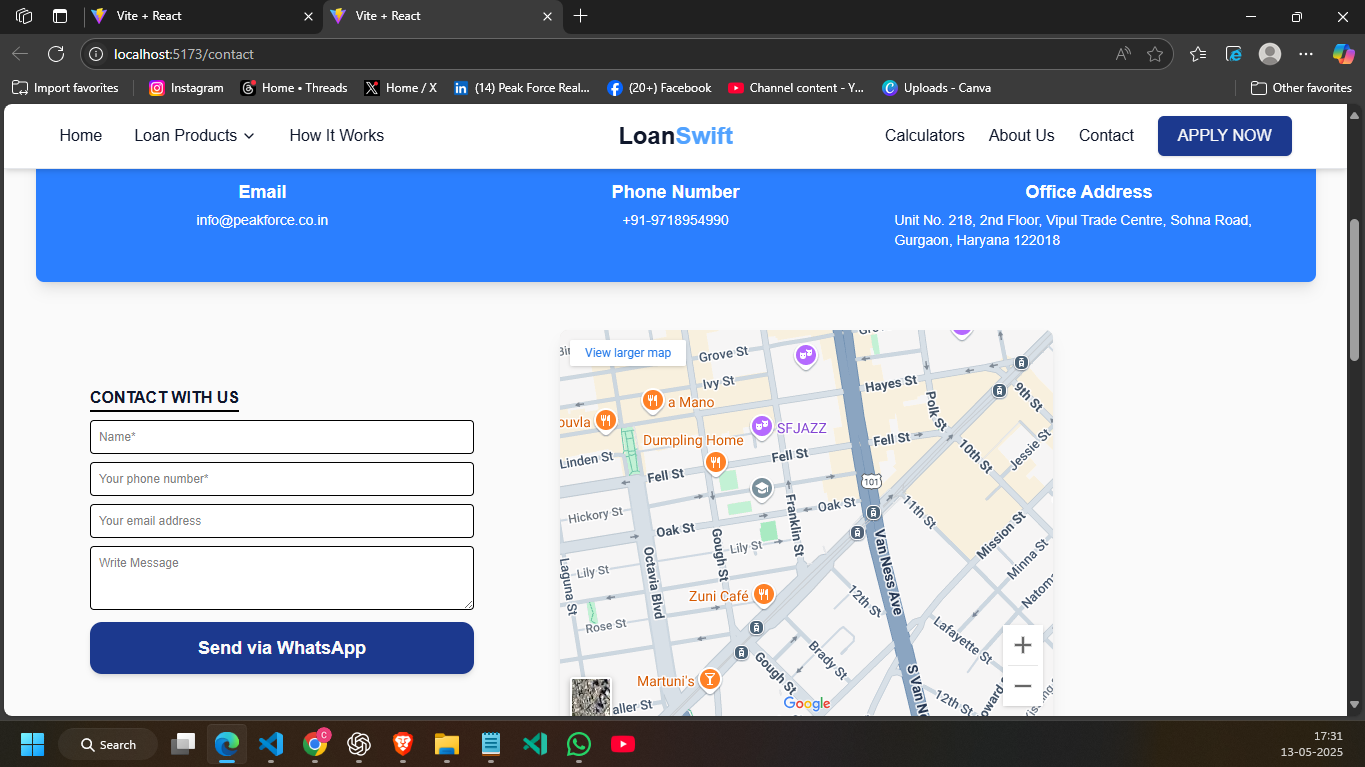 Vite + React
Vite + React
localhost:5173/contact
Import favorites
Instagram
Home • Threads
Home / X
(14) Peak Force Real...
(20+) Facebook
Channel content - Y...
Uploads - Canva
Other favorites
Home
Loan Products
How It Works
LoanSwift
Calculators
About Us
Contact
APPLY NOW
Email
info@peakforce.co.in
Phone Number
+91-9718954990
Office Address
Unit No. 218, 2nd Floor, Vipul Trade Centre, Sohna Road,
Gurgaon, Haryana 122018
CONTACT WITH US
Name*
Your phone number*
Your email address
Write Message
Send via WhatsApp
View larger map
Grove St
Ivy St
Hayes St
9th St
Polk St
a Mano
ouvla
SFJAZZ
Dumpling Home
Fell St
Fell St
Linden St
Fell St
10th St
Jessie St
101
Hickory St
Oak St
Franklin St
Oak St
11th St
Mission St
Lily St
Gough St
Lily St
Laguna St
Octavia Blvd
Van Ness Ave
Minna St
Natom
Zuni Café
12th St
Rose St
Lafayette St
Brady St
Gough St
Martuni's
S Van N
12th St
oward S
aller St
Google
Search
C
17:31
13-05-2025